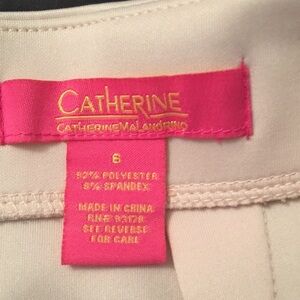 CATHERINE
CATHERINE MALANDRINO
6
92% POLYESTER
8% SPANDEX
MADE IN CHINA
RN# 93178
SEE REVERSE
FOR CARE